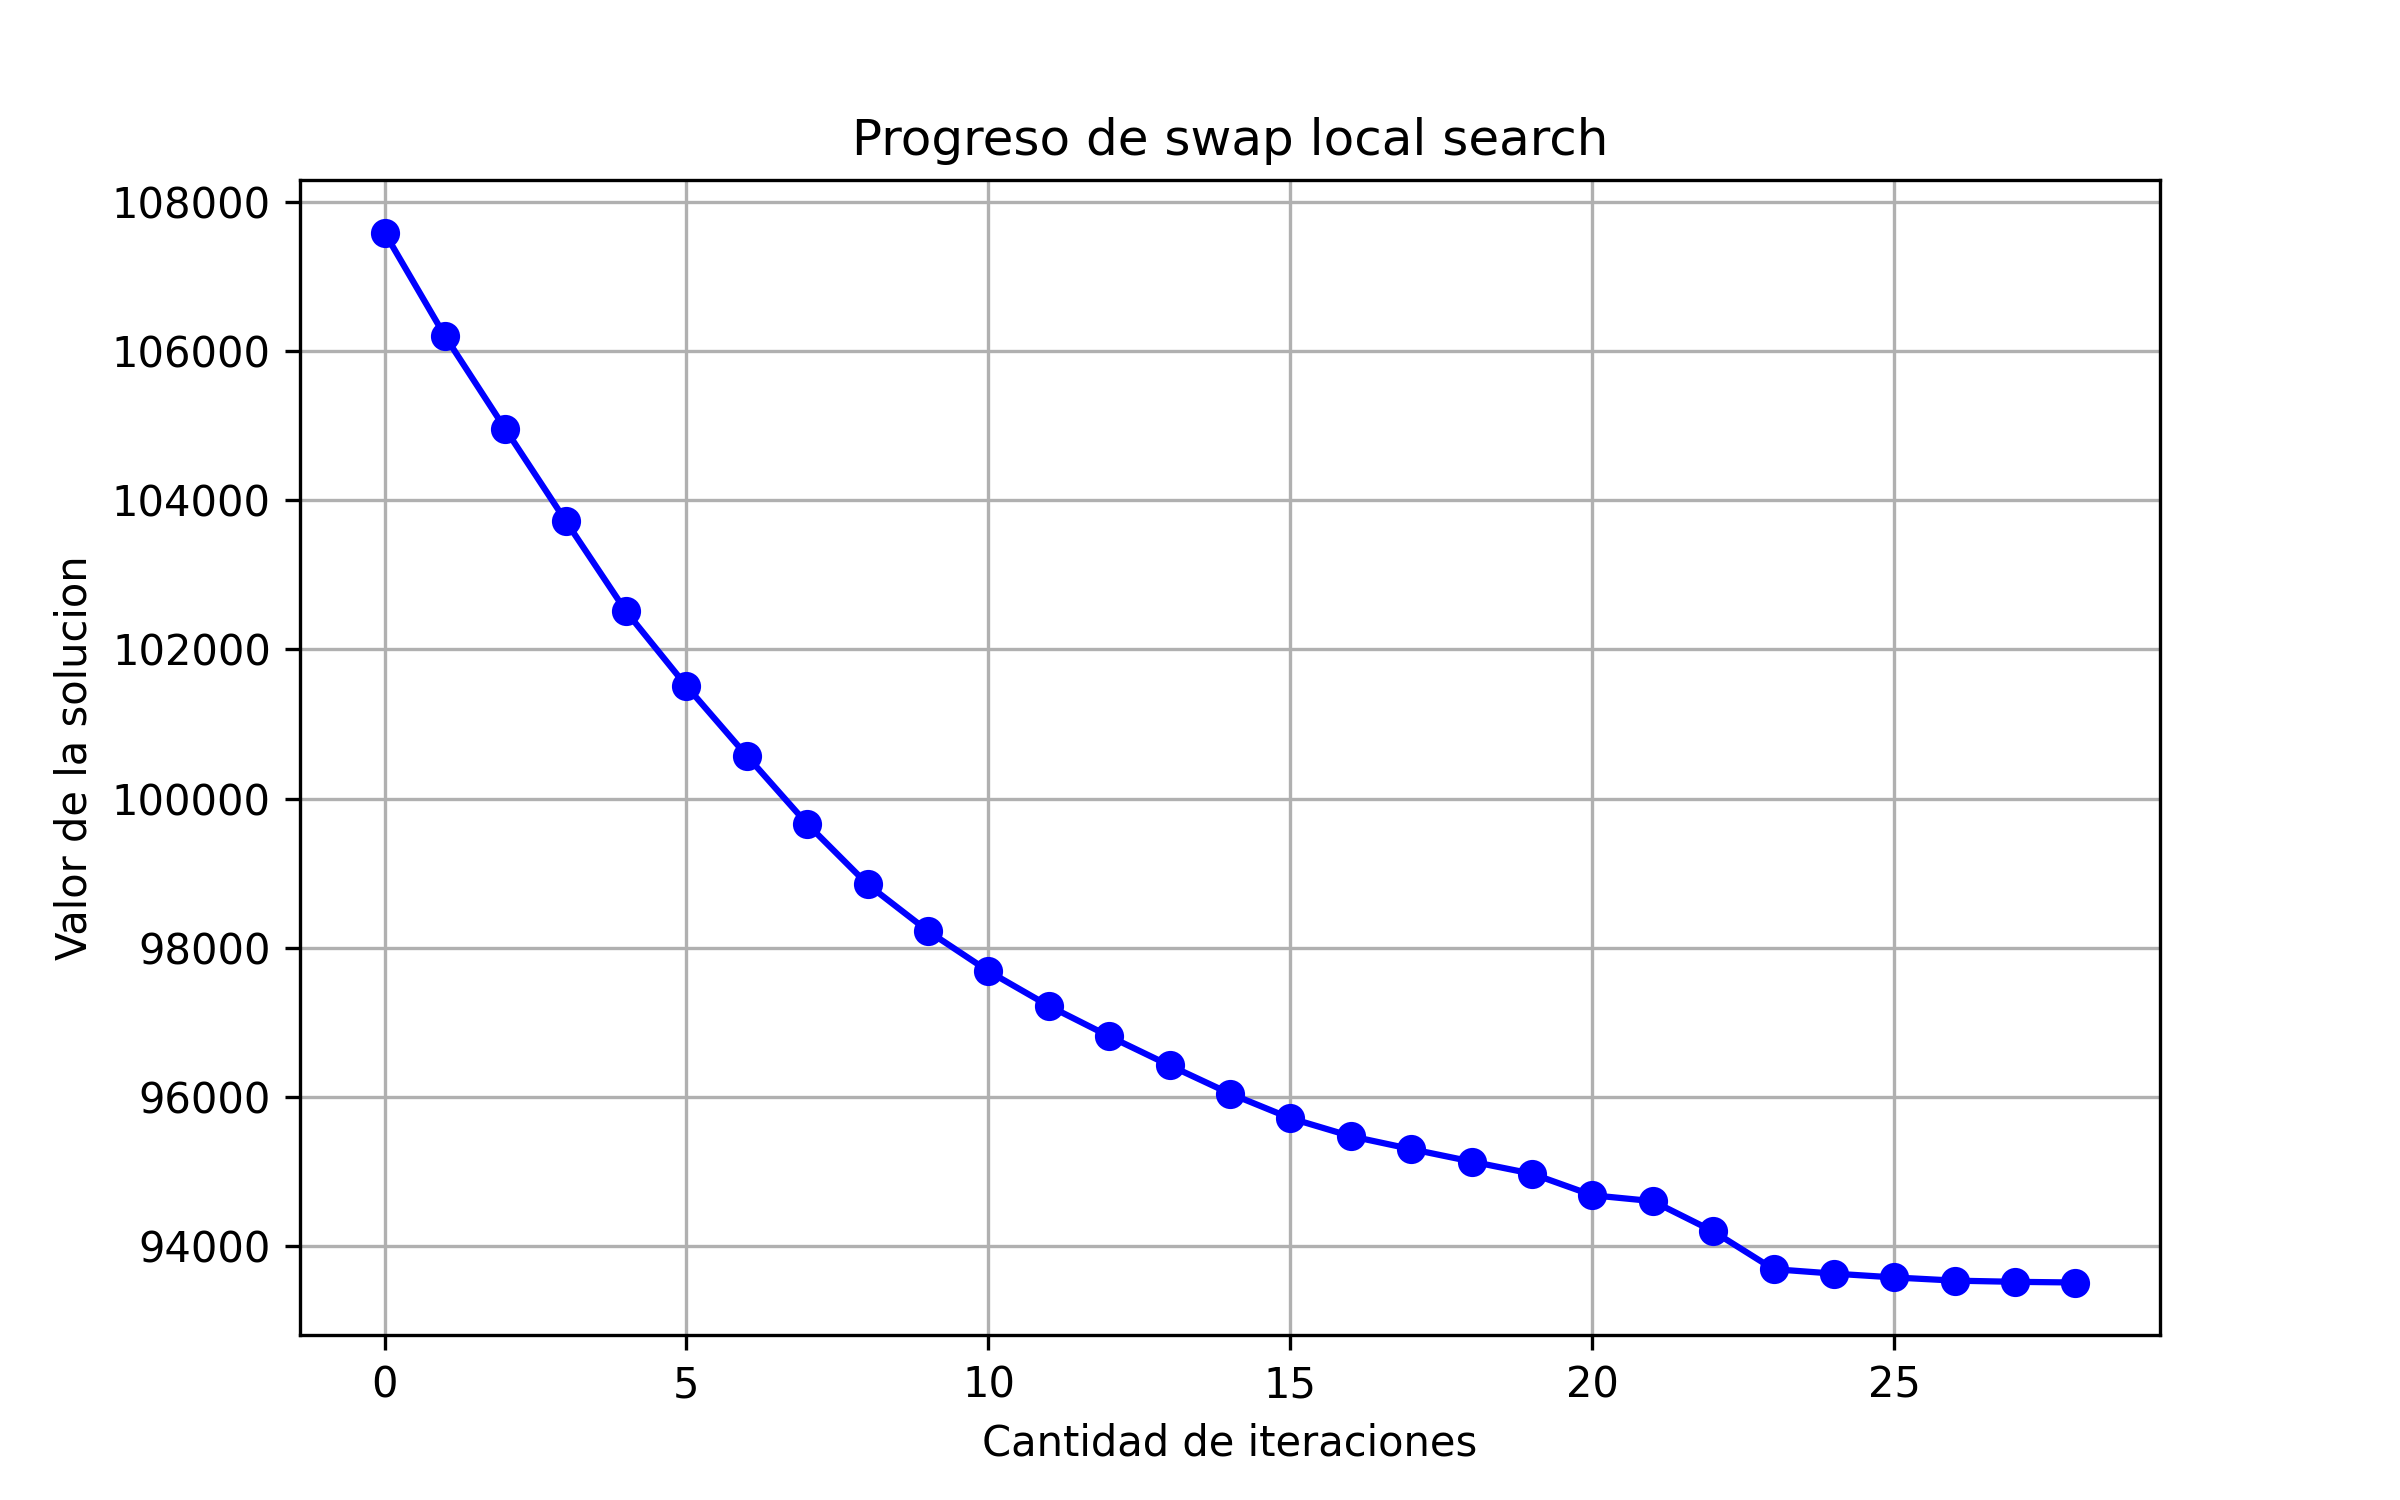 Progreso de swap local search
108000
106000
104000
102000
100000
98000
96000
94000
Valor de la solucion
0 5 10 15 20 25
Cantidad de iteraciones